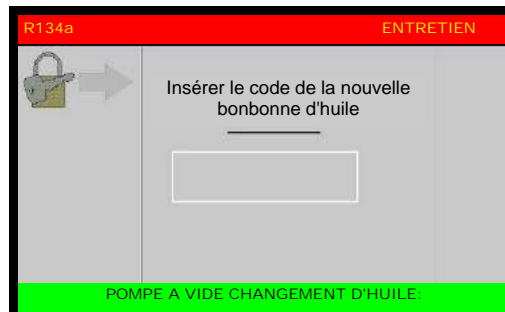 R134a ENTRETIEN
Insérer le code de la nouvelle
bonbonne d'huile
POMPE A VIDE CHANGEMENT D'HUILE: